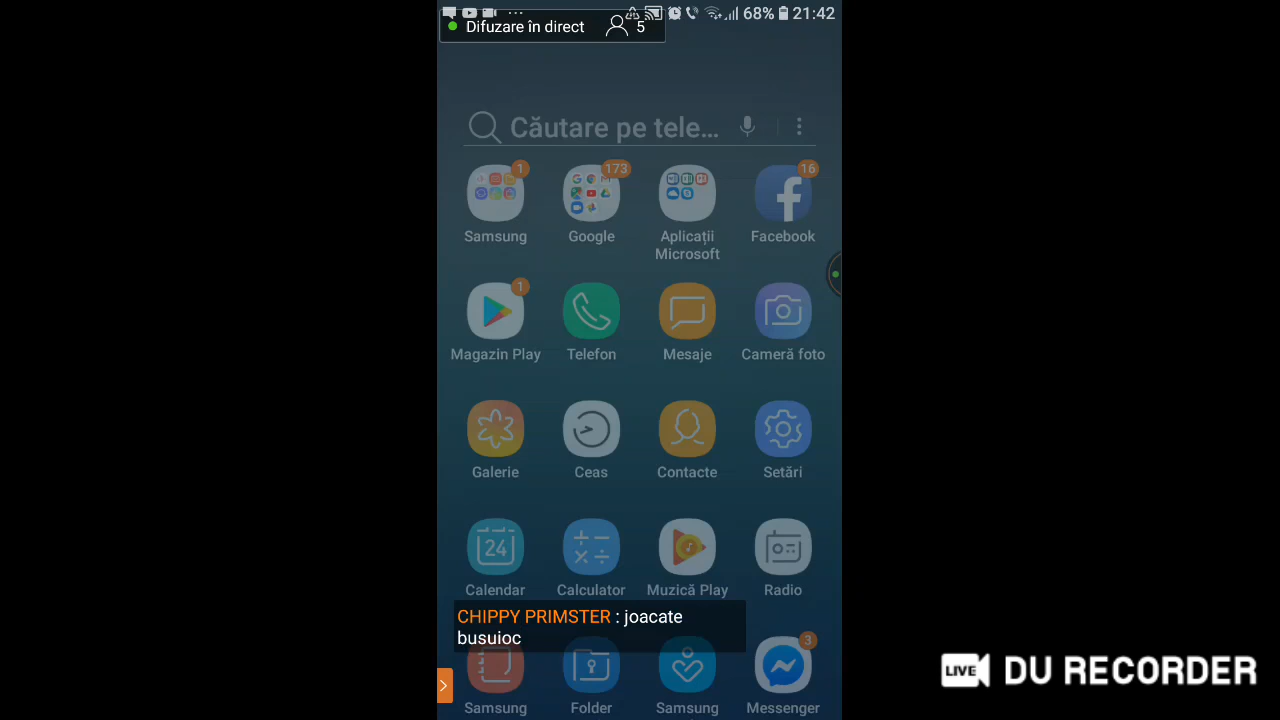 68% 21:42
Difuzare în direct 5
Căutare pe tele...
1 173 16
Samsung Google Aplicații Microsoft Facebook
1
Magazin Play Telefon Mesaje Cameră foto
Galerie Ceas Contacte Setări
24
Calendar Calculator Muzică Play Radio
CHIPPY PRIMSTER : joacate
busuioc
3
Samsung Folder Samsung Messenger
LIVE DU RECORDER